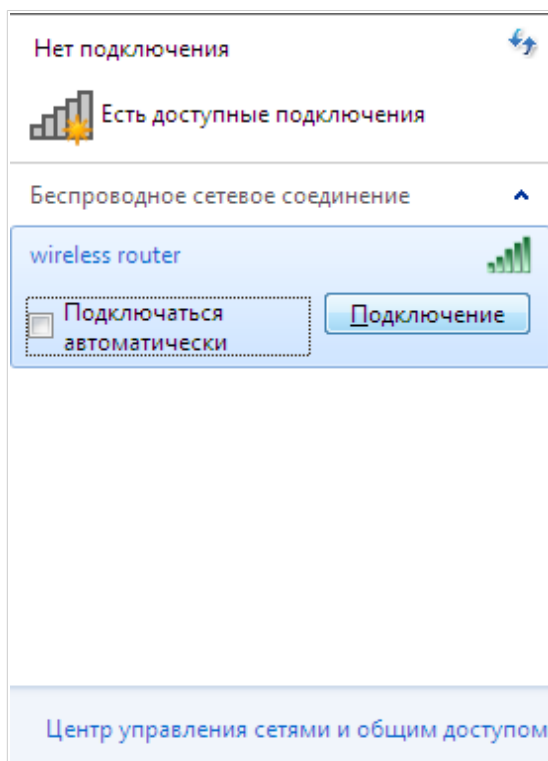 Нет подключения
Есть доступные подключения
Беспроводное сетевое соединение
wireless router
Подключаться
автоматически
Подключение
Центр управления сетями и общим доступом